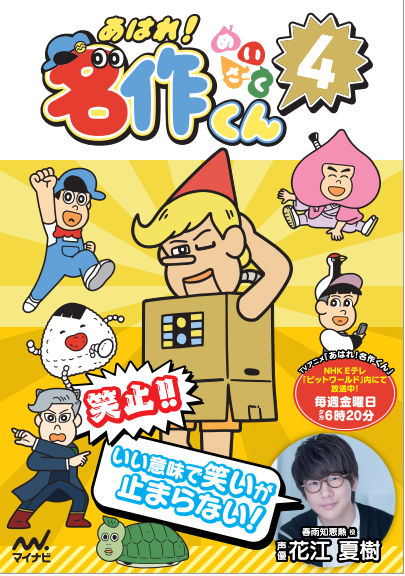 あはれ!
名作くん
めいさく
4
TVアニメ「あはれ!名作くん」
NHK Eテレ
「ビットワールド」内にて
放送中!
毎週金曜日
夕6時20分
笑止!!
いい意味で笑いが
止まらない!
春雨知恵熱 役
声優 花江 夏樹
マイナビ